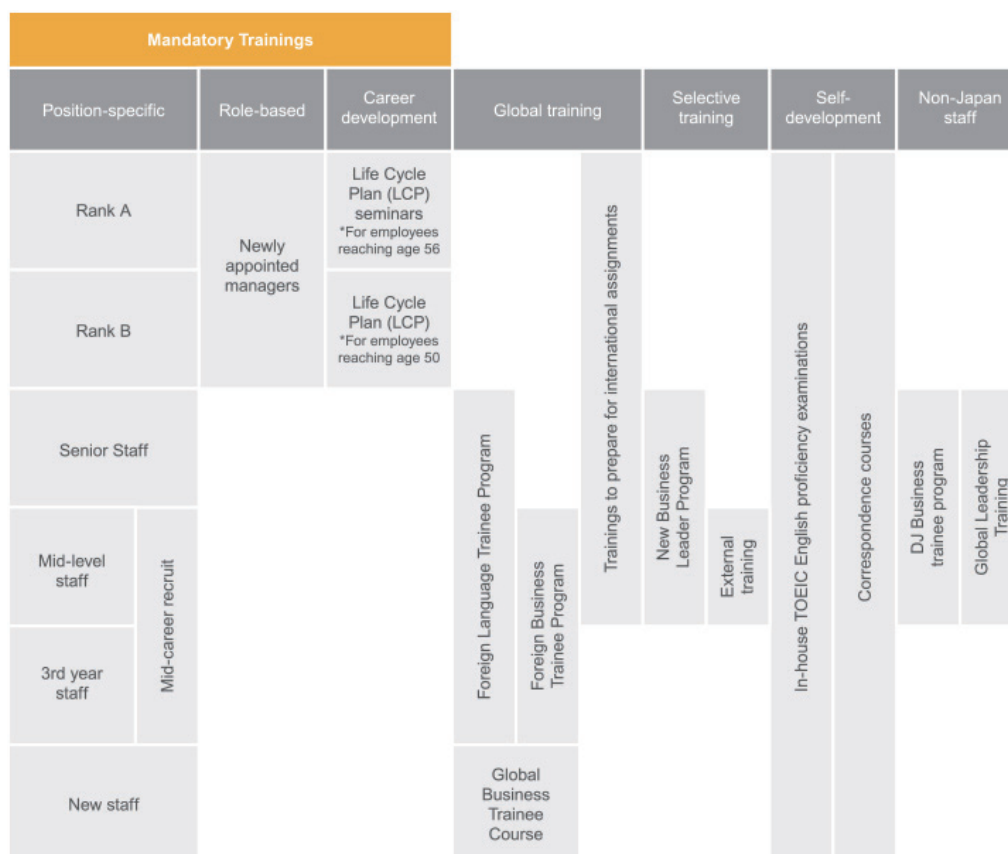 Mandatory Trainings
Position-specific
Role-based
Career
development
Global training
Selective
training
Self-
development
Non-Japan
staff
Rank A
Newly
appointed
managers
Life Cycle
Plan (LCP)
seminars
*For employees
reaching age 56
Rank B
Life Cycle
Plan (LCP)
*For employees
reaching age 50
Senior Staff
Mid-level
staff
3rd year
staff
Mid-career recruit
New staff
Foreign Language Trainee Program
Foreign Business
Trainee Program
Global
Business
Trainee
Course
Trainings to prepare for international assignments
New Business
Leader Program
External
training
In-house TOEIC English proficiency examinations
Correspondence courses
DJ Business
trainee program
Global Leadership
Training